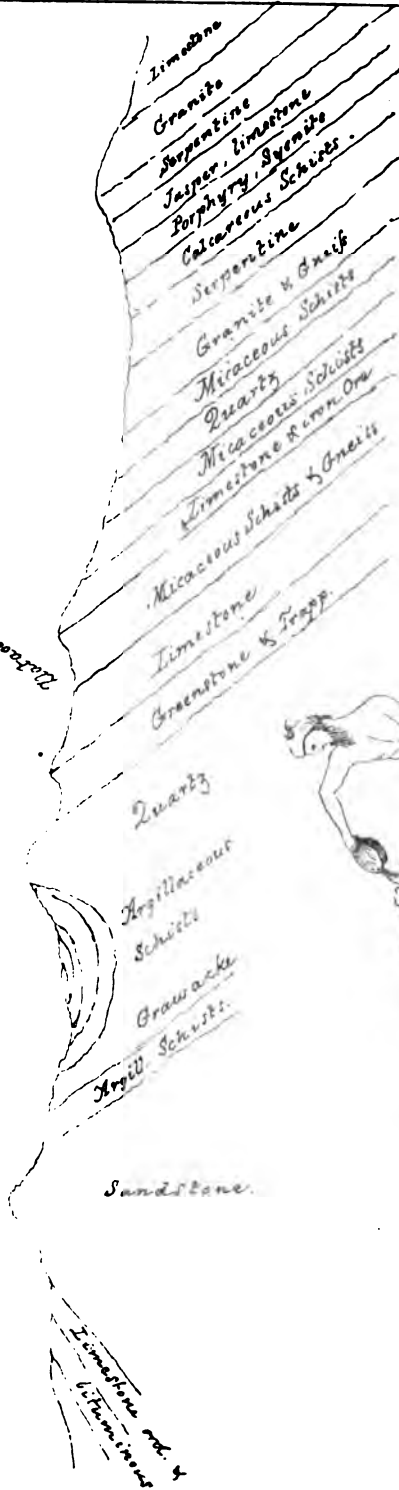 Limestone
Granite
Serpentine
Jasper, limestone
Porphyry, Syenite
Calcareous Schists.
Serpentine
Granite & Gneiss
Micaceous Schists
Quartz
Micaceous Schists
Limestone & iron Ore
Micaceous Schists & Gneiss
Limestone
Greenstone & Trapp.
Quartz
Argillaceous
Schists
Grawacke
Argill. Schists.
Sandstone.
Limestone ord. &
bituminous